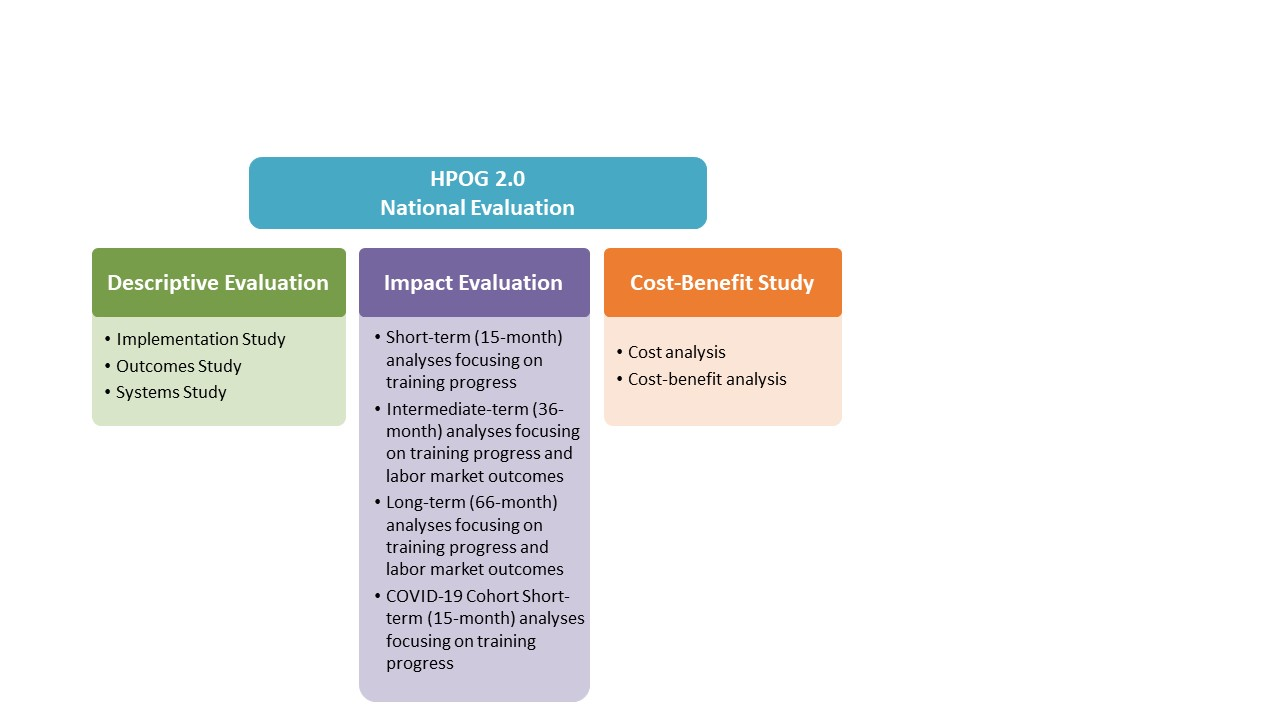 HPOG 2.0
National Evaluation
Descriptive Evaluation
• Implementation Study
• Outcomes Study
• Systems Study
Impact Evaluation
• Short-term (15-month)
analyses focusing on
training progress
• Intermediate-term (36-
month) analyses focusing
on training progress and
labor market outcomes
• Long-term (66-month)
analyses focusing on
training progress and
labor market outcomes
• COVID-19 Cohort Short-
term (15-month) analyses
focusing on training
progress
Cost-Benefit Study
• Cost analysis
• Cost-benefit analysis